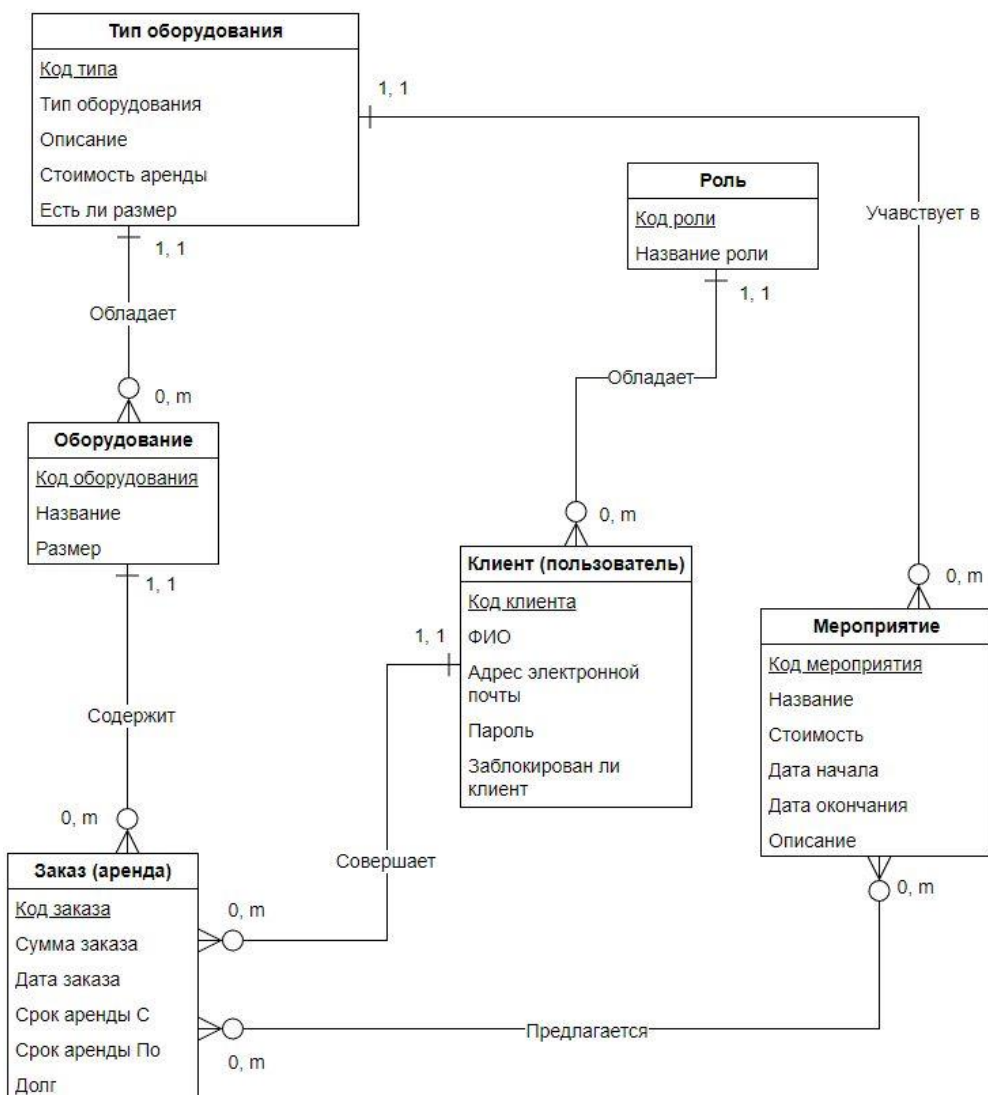 Тип оборудования
Код типа
Тип оборудования
Описание
Стоимость аренды
Есть ли размер
1, 1
1, 1
Учавствует в
Роль
Код роли
Название роли
1, 1
Обладает
Обладает
0, m
Оборудование
Код оборудования
Название
Размер
1, 1
0, m
Клиент (пользователь)
Код клиента
ФИО
Адрес электронной
почты
Пароль
Заблокирован ли
клиент
1, 1
0, m
Мероприятие
Код мероприятия
Название
Стоимость
Дата начала
Дата окончания
Описание
0, m
Содержит
0, m
Совершает
Заказ (аренда)
Код заказа
Сумма заказа
Дата заказа
Срок аренды С
Срок аренды По
Долг
0, m
Предлагается
0, m